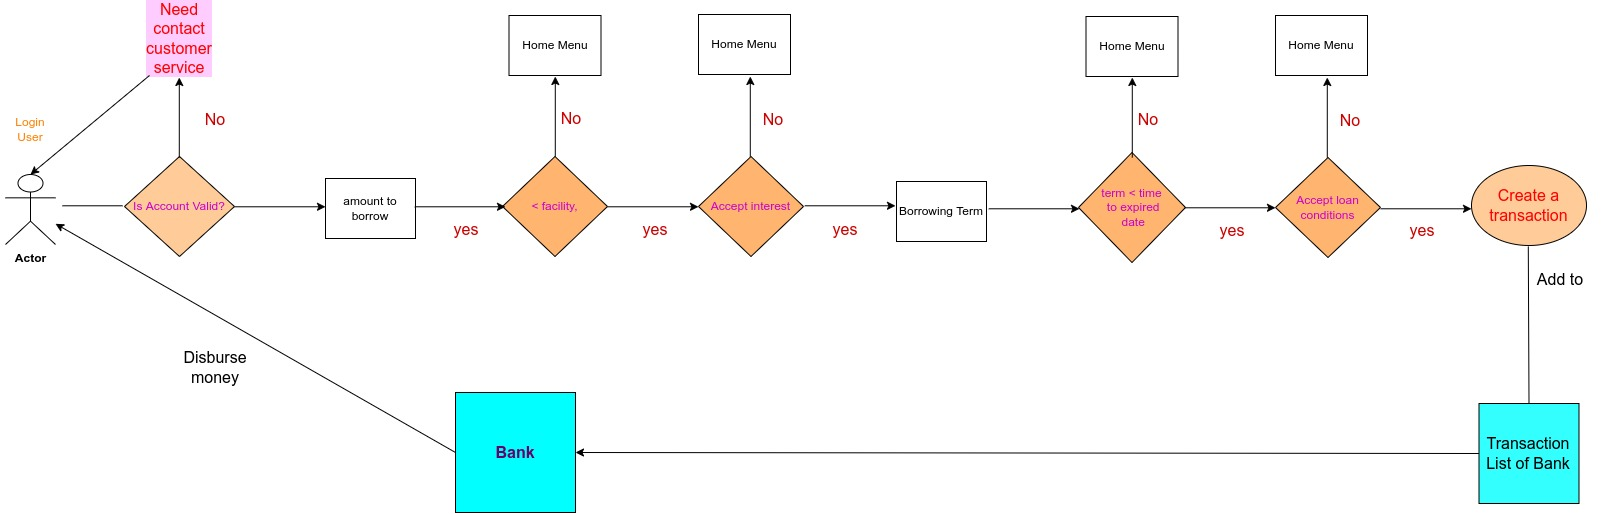 Need
contact
customer
service
Home Menu
Home Menu
Home Menu
Home Menu
Login
User
No
No
No
No
No
Is Account Valid?
amount to
borrow
< facility,
Accept interest
Borrowing Term
term < time
to expired
date
Accept loan
conditions
Create a
transaction
yes
yes
yes
yes
yes
Actor
Add to
Disburse
money
Bank
Transaction
List of Bank